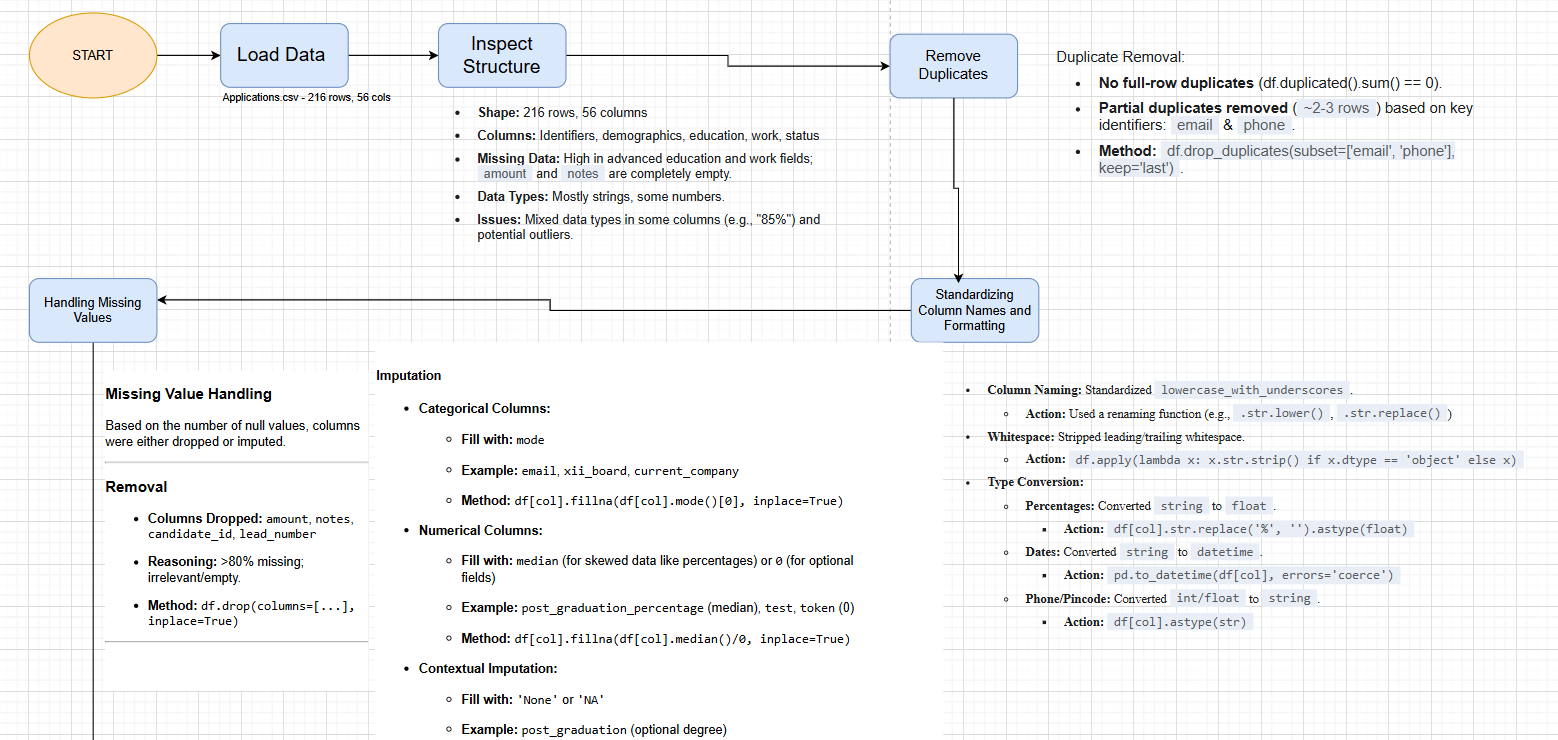 START
Load Data
Applications.csv - 216 rows, 56 cols
Inspect
Structure
• Shape: 216 rows, 56 columns
• Columns: Identifiers, demographics, education, work, status
• Missing Data: High in advanced education and work fields;
amount and notes are completely empty.
• Data Types: Mostly strings, some numbers.
• Issues: Mixed data types in some columns (e.g., "85%") and
potential outliers.
Remove
Duplicates
Duplicate Removal:
• No full-row duplicates (df.duplicated().sum() == 0).
• Partial duplicates removed ( ~2-3 rows ) based on key
identifiers: email & phone .
• Method: df.drop_duplicates(subset=['email', 'phone'],
keep='last') .
Handling Missing
Values
Standardizing
Column Names and
Formatting
Missing Value Handling
Based on the number of null values, columns
were either dropped or imputed.
Removal
• Columns Dropped: amount, notes,
candidate_id, lead_number
• Reasoning: >80% missing;
irrelevant/empty.
• Method: df.drop(columns=[...],
inplace=True)
Imputation
• Categorical Columns:
◦ Fill with: mode
◦ Example: email, xii_board, current_company
◦ Method: df[col].fillna(df[col].mode()[0], inplace=True)
• Numerical Columns:
◦ Fill with: median (for skewed data like percentages) or 0 (for optional
fields)
◦ Example: post_graduation_percentage (median), test, token (0)
◦ Method: df[col].fillna(df[col].median()/0, inplace=True)
• Contextual Imputation:
◦ Fill with: 'None' or 'NA'
◦ Example: post_graduation (optional degree)
• Column Naming: Standardized lowercase_with_underscores .
◦ Action: Used a renaming function (e.g., .str.lower() , .str.replace() )
• Whitespace: Stripped leading/trailing whitespace.
◦ Action: df.apply(lambda x: x.str.strip() if x.dtype == 'object' else x)
• Type Conversion:
◦ Percentages: Converted string to float .
▪ Action: df[col].str.replace('%', '').astype(float)
◦ Dates: Converted string to datetime .
▪ Action: pd.to_datetime(df[col], errors='coerce')
◦ Phone/Pincode: Converted int/float to string .
▪ Action: df[col].astype(str)